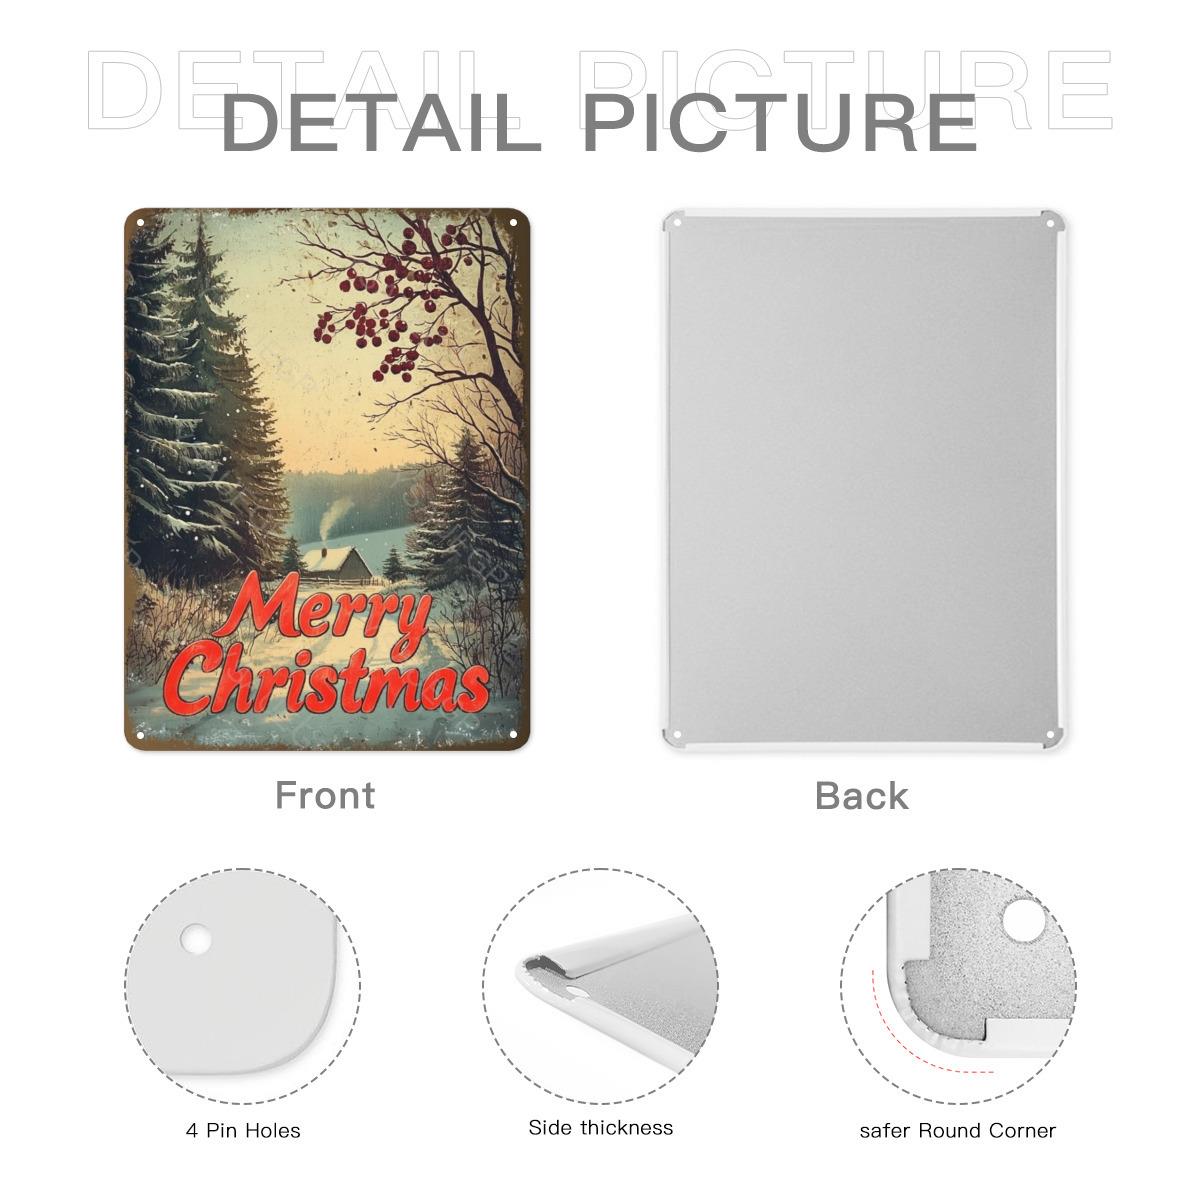 DETAIL PICTURE
DETAIL PICTURE
Merry
Christmas
Front
Back
4 Pin Holes
Side thickness
safer Round Corner